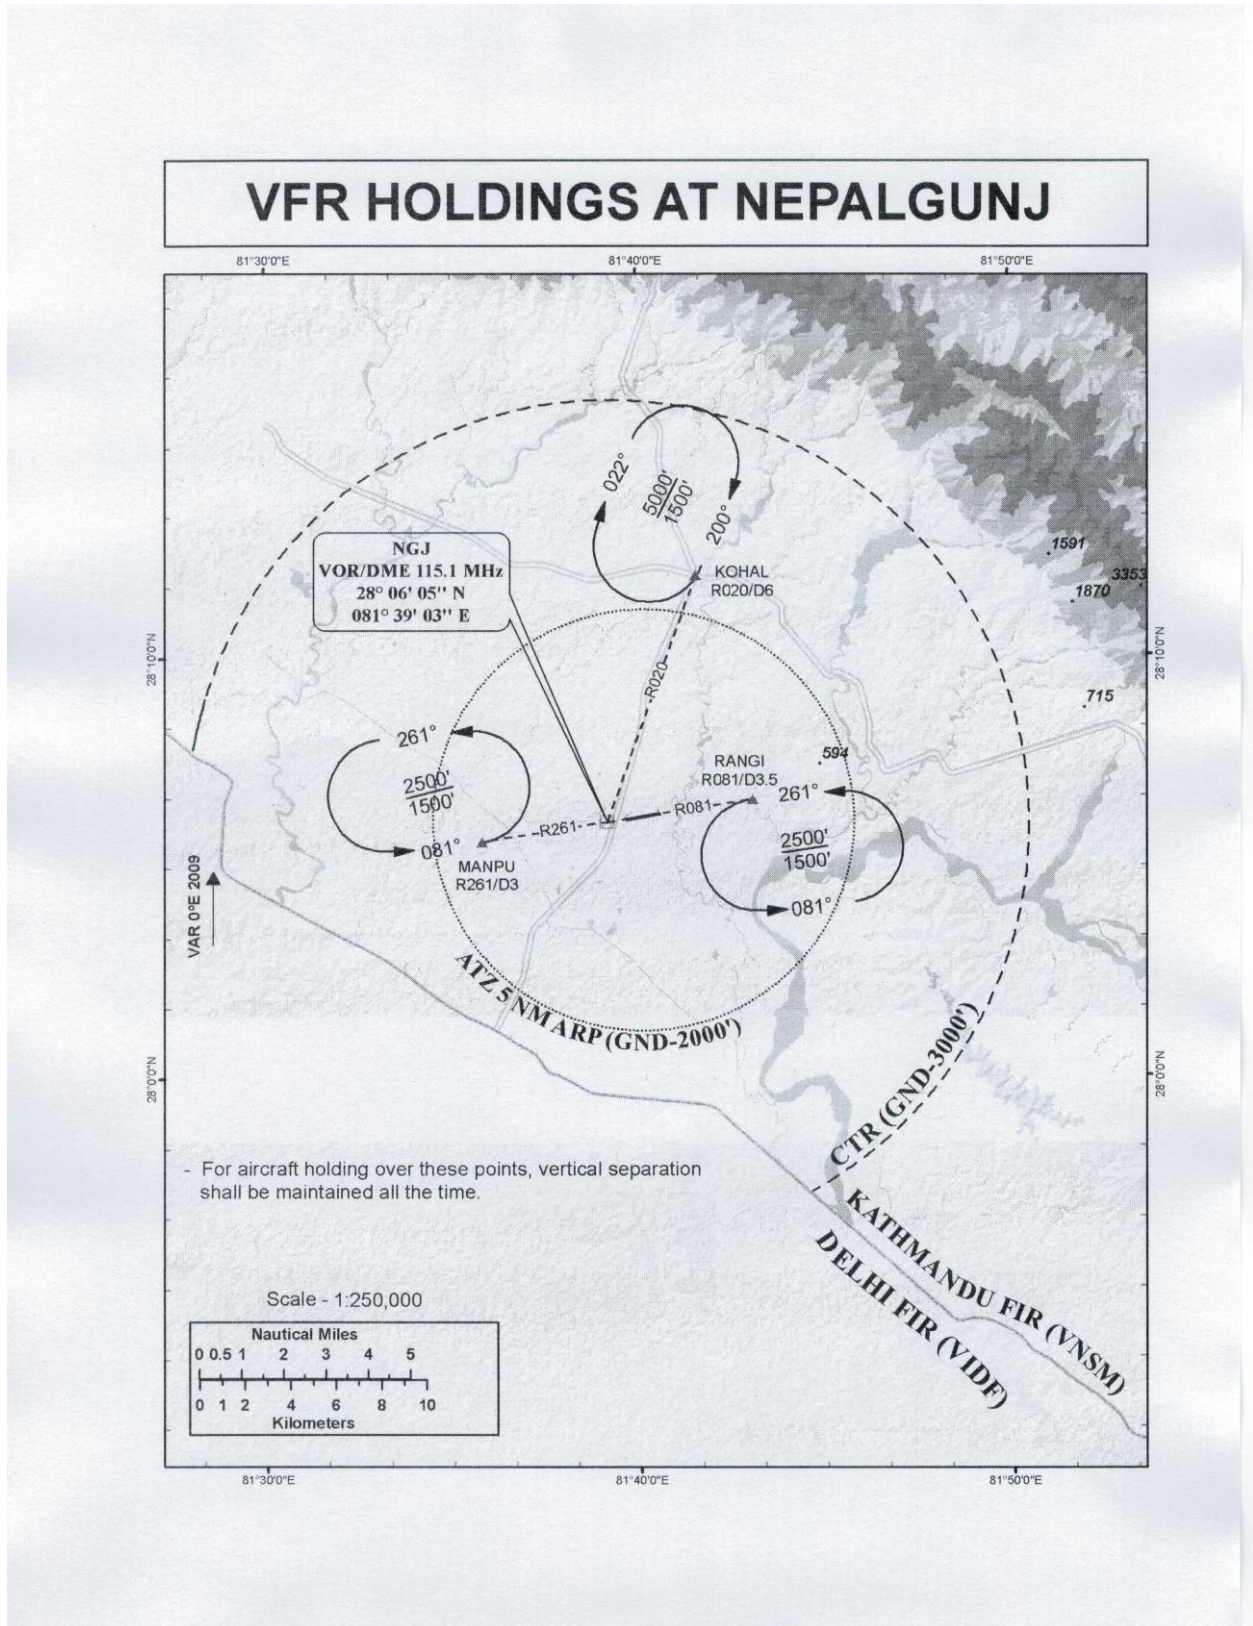 VFR HOLDINGS AT NEPALGUNJ
81°30'0"E
81°40'0"E
81°50'0"E
022°
5000'
1500'
200°
NGJ
VOR/DME 115.1 MHz
28° 06' 05'' N
081° 39' 03'' E
KOHAL
R020/D6
1591
3353
1870
28°10'0"N
28°10'0"N
R020
715
261°
2500'
1500'
081°
594
RANGI
R081/D3.5
261°
R081
R261
2500'
1500'
081°
MANPU
R261/D3
VAR 0°E 2009
ATZ 5 NM ARP (GND-2000')
CTR (GND-3000')
28°0'0"N
28°0'0"N
- For aircraft holding over these points, vertical separation
shall be maintained all the time.
KATHMANDU FIR (VNSM)
DELHI FIR (VIDF)
Scale - 1:250,000
Nautical Miles
0 0.5 1 2 3 4 5
0 1 2 4 6 8 10
Kilometers
81°30'0"E
81°40'0"E
81°50'0"E